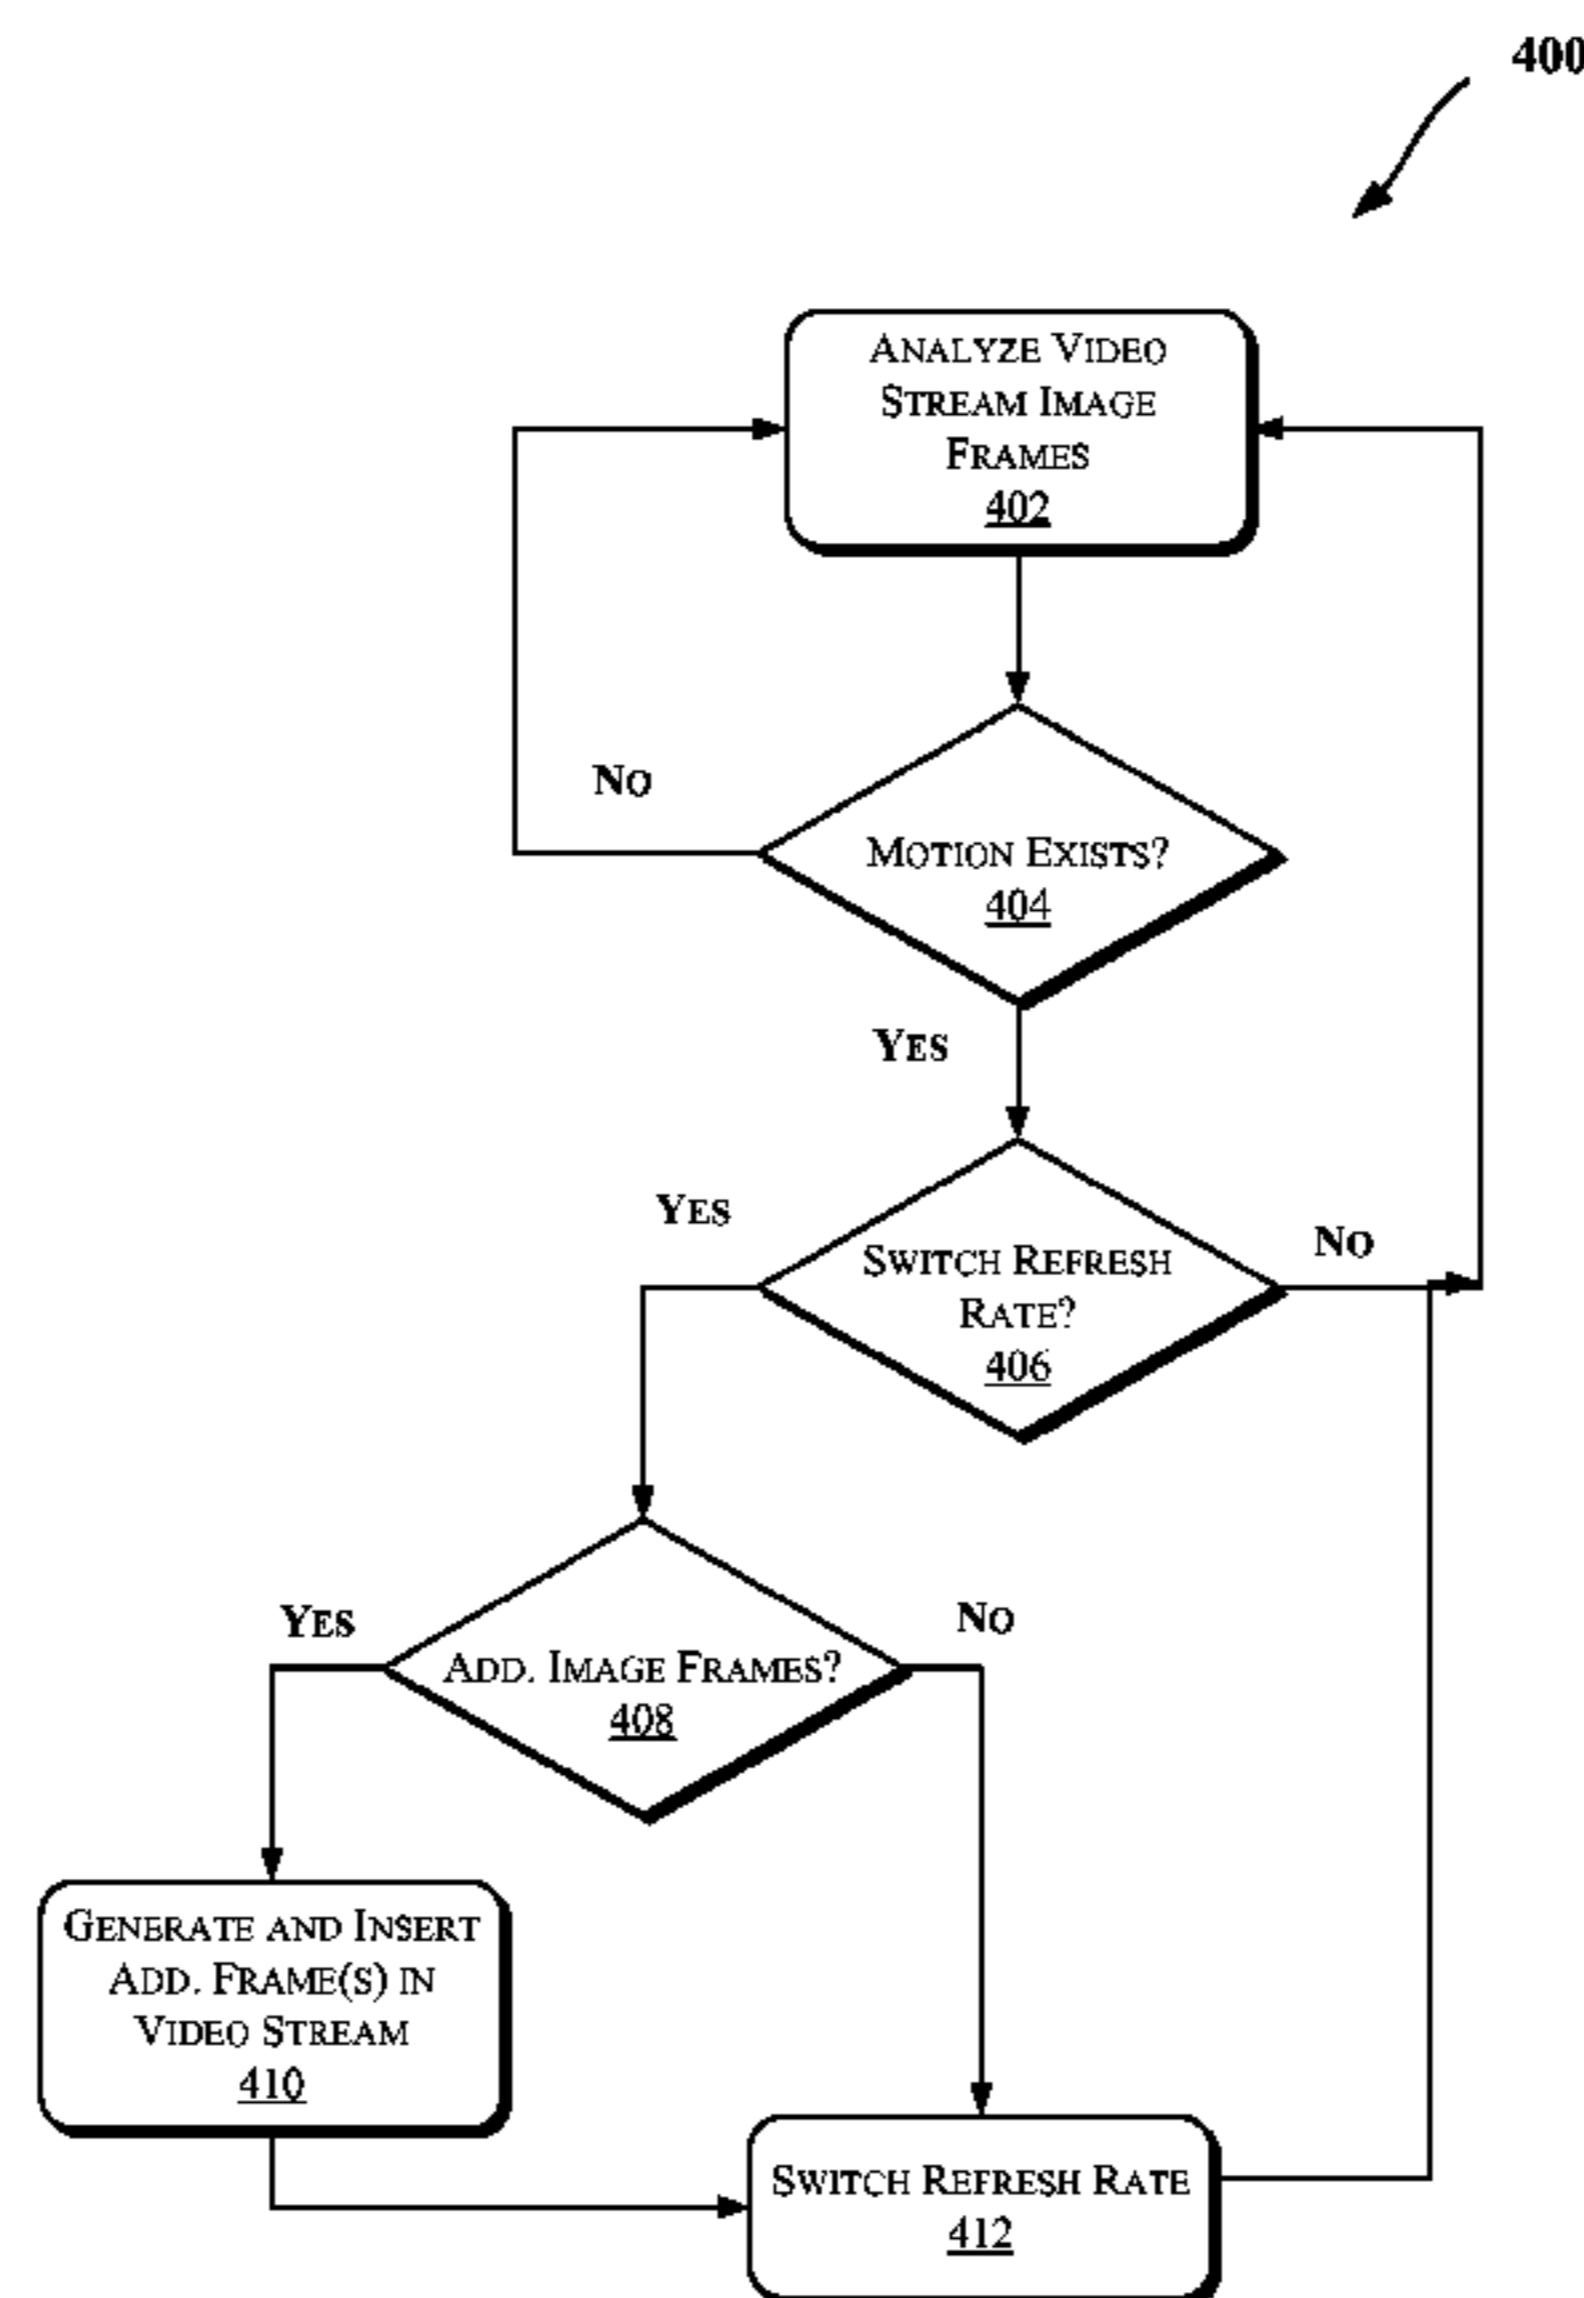 400
ANALYZE VIDEO
STREAM IMAGE
FRAMES
402
NO
MOTION EXISTS?
404
YES
YES
SWITCH REFRESH
RATE?
406
NO
YES
ADD. IMAGE FRAMES?
408
NO
GENERATE AND INSERT
ADD. FRAME(S) IN
VIDEO STREAM
410
SWITCH REFRESH RATE
412